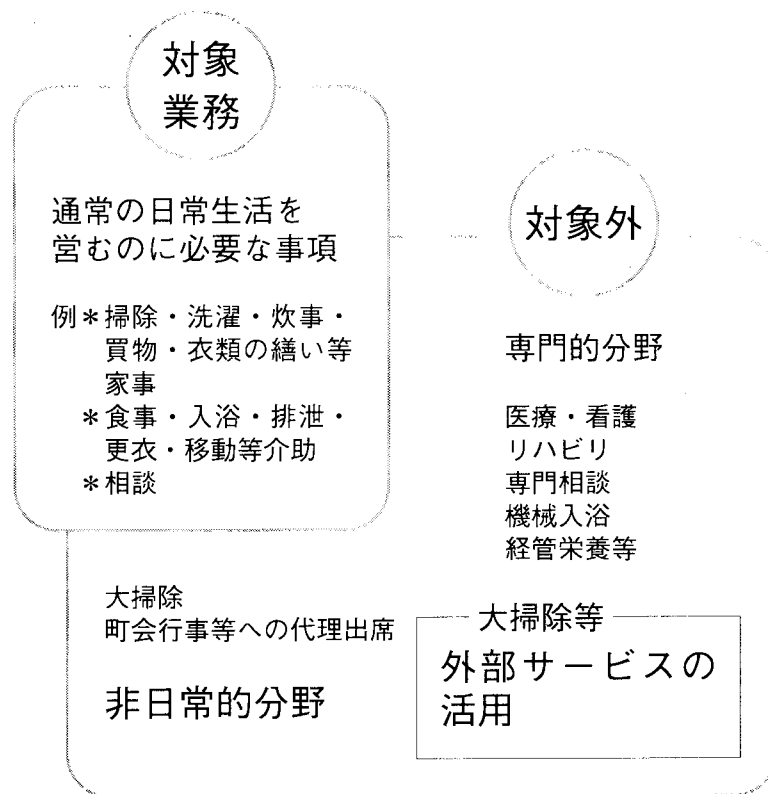 対象
業務
通常の日常生活を
営むのに必要な事項
例＊掃除・洗濯・炊事・
買物・衣類の繕い等
家事
＊食事・入浴・排泄・
更衣・移動等介助
＊相談
対象外
専門的分野
医療・看護
リハビリ
専門相談
機械入浴
経管栄養等
大掃除
町会行事等への代理出席
非日常的分野
大掃除等
外部サービスの
活用